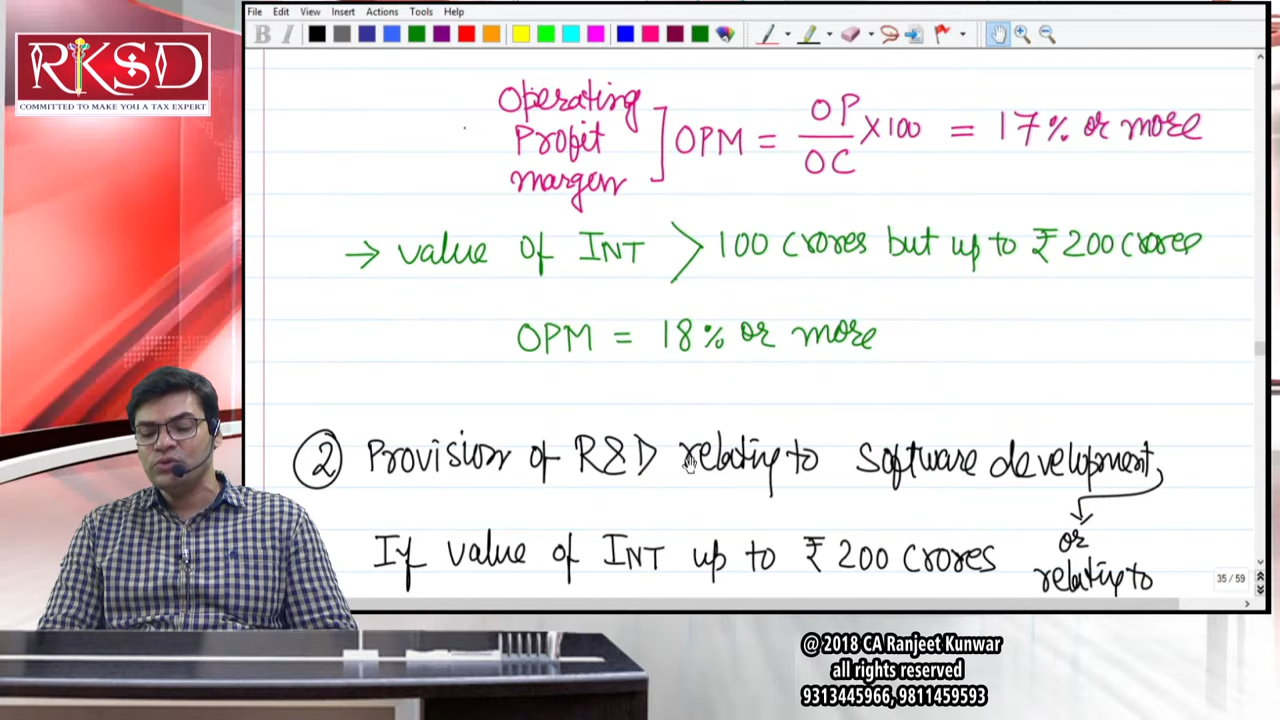 File Edit View Insert Actions Tools Help
B I
RKSD
COMMITTED TO MAKE YOU A TAX EXPERT
Operating
Profit
margen
] OPM = OP/OC X100 = 17% or more
→ value of INT > 100 crores but up to ₹ 200 crores
OPM = 18% or more
② Provision of R&D relating to Software development,
or
relating to
If value of INT up to ₹ 200 crores
35 / 59
@ 2018 CA Ranjeet Kunwar
all rights reserved
9313445966, 9811459593